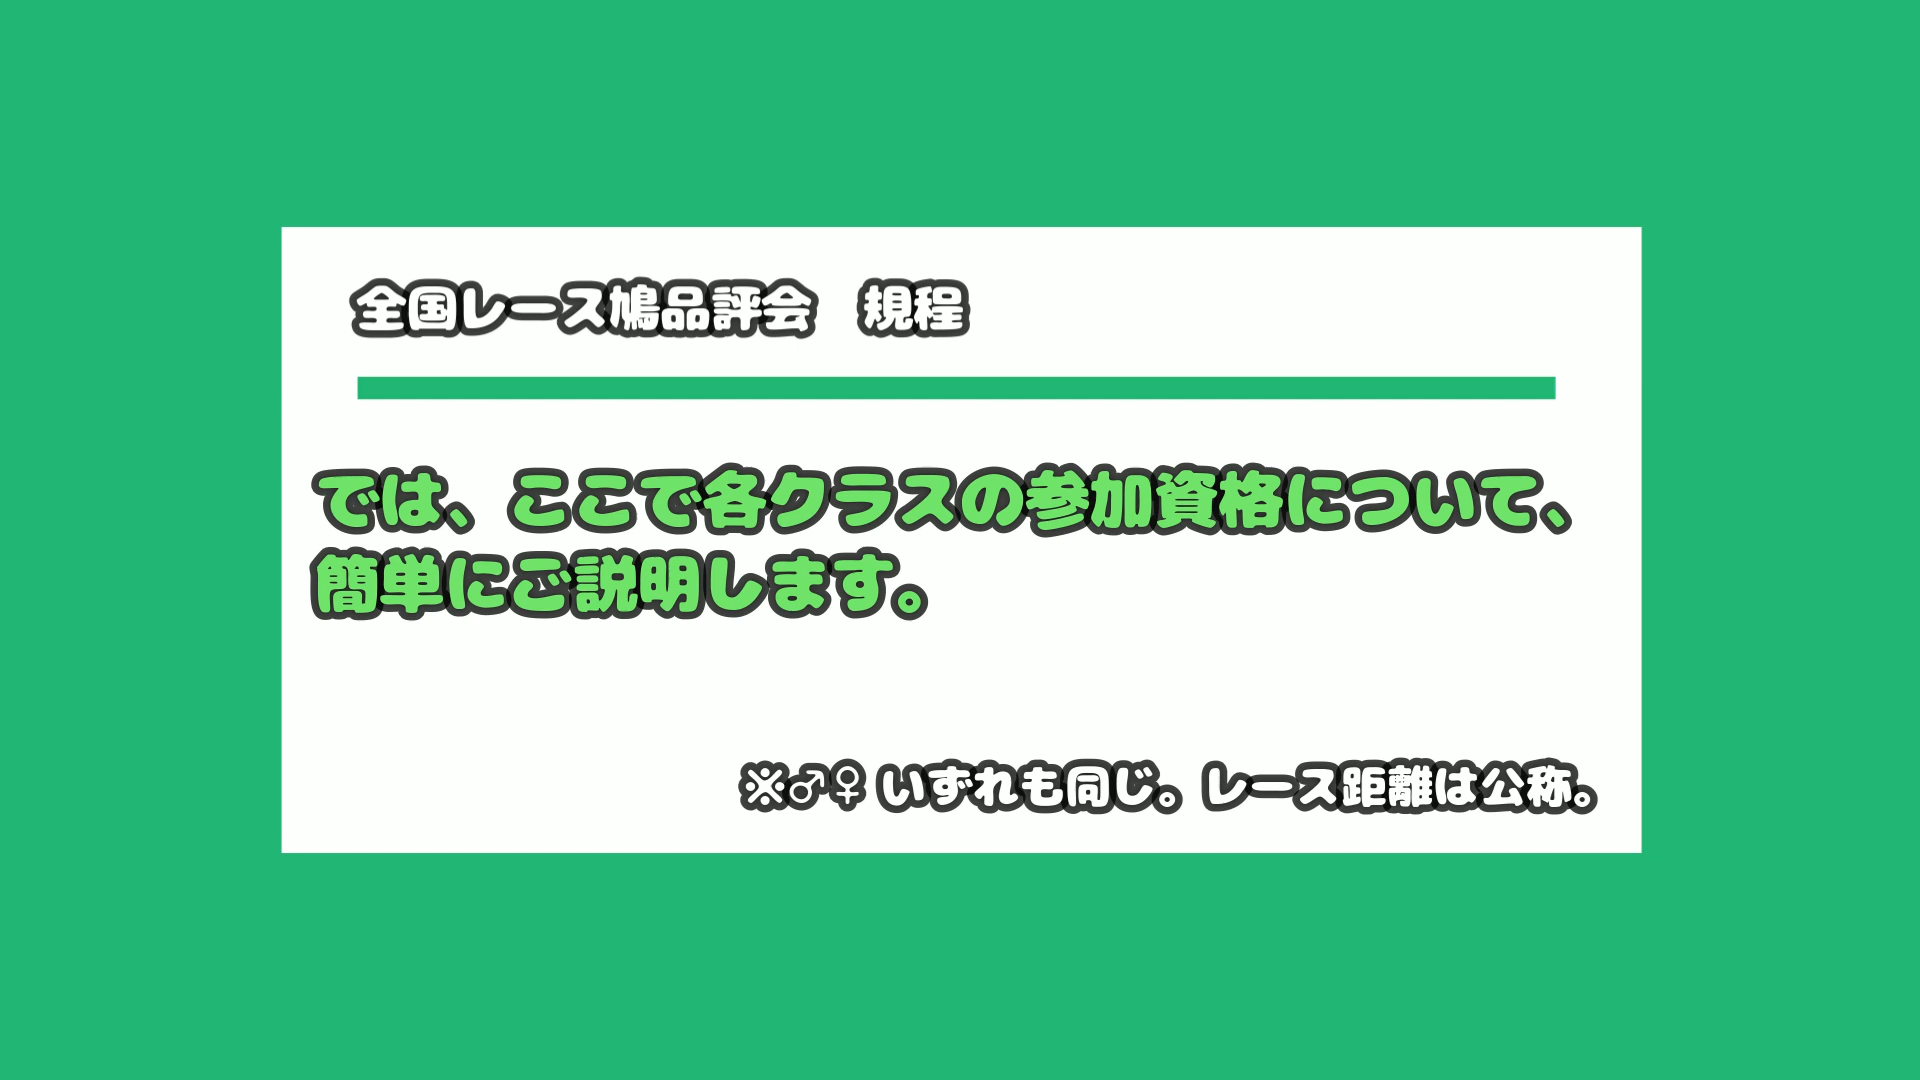 全国レース鳩品評会　規程
では、ここで各クラスの参加資格について、
簡単にご説明します。
※♂♀いずれも同じ。レース距離は公称。